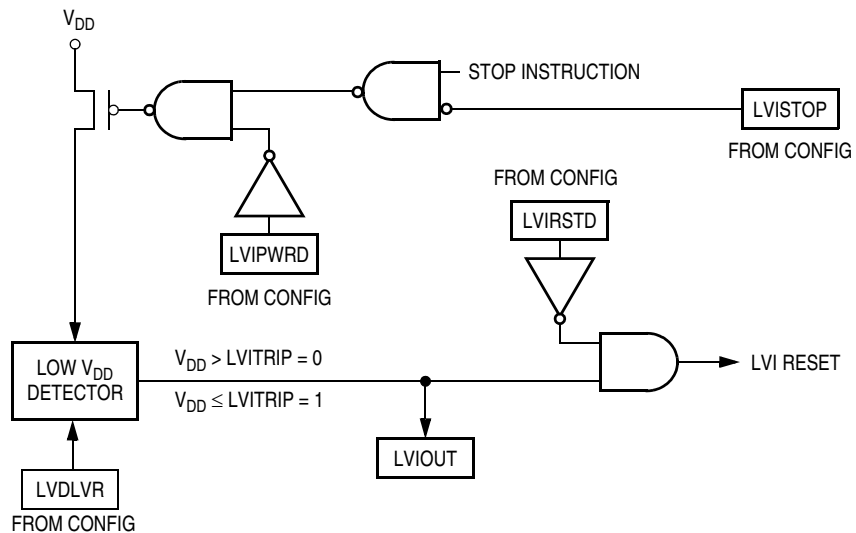 VDD
STOP INSTRUCTION
LVISTOP
FROM CONFIG
FROM CONFIG
LVIRSTD
LVIPWRD
FROM CONFIG
LOW VDD
DETECTOR
VDD > LVITRIP = 0
VDD ≤ LVITRIP = 1
LVI RESET
LVIOUT
LVDLVR
FROM CONFIG